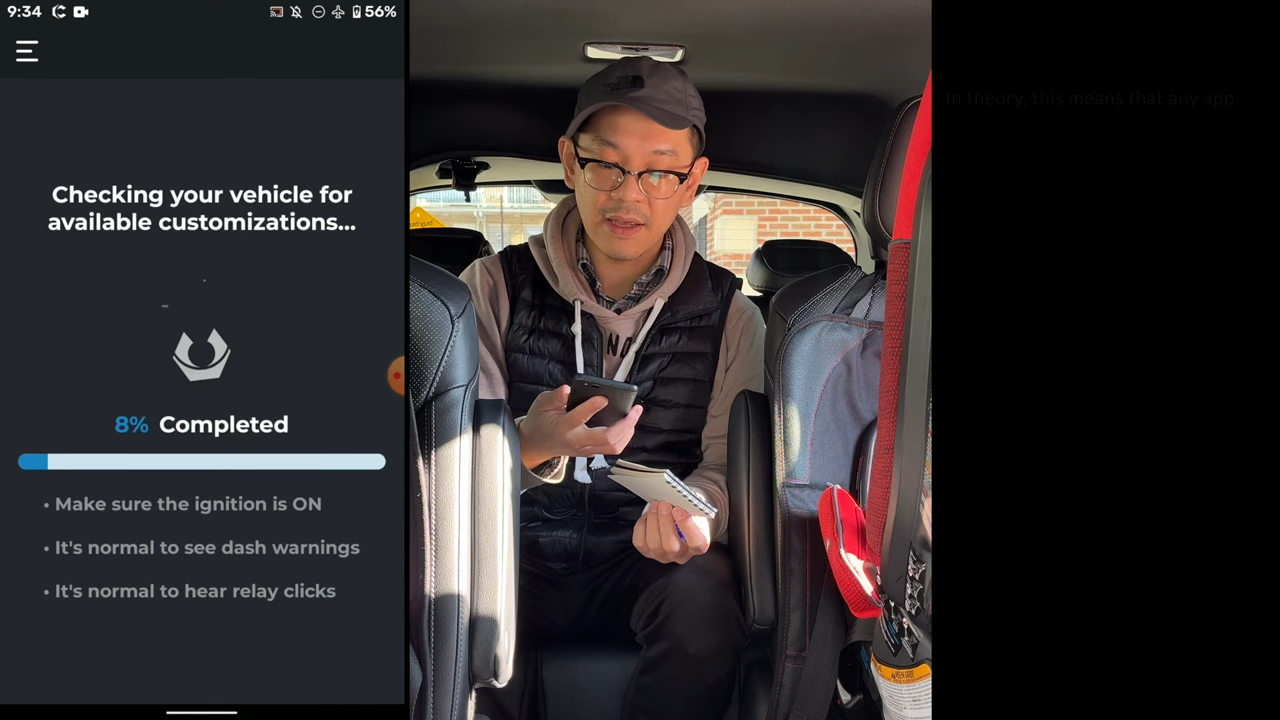 9:34
56%
Checking your vehicle for
available customizations...
8% Completed
• Make sure the ignition is ON
• It's normal to see dash warnings
• It's normal to hear relay clicks
In theory, this means that any app